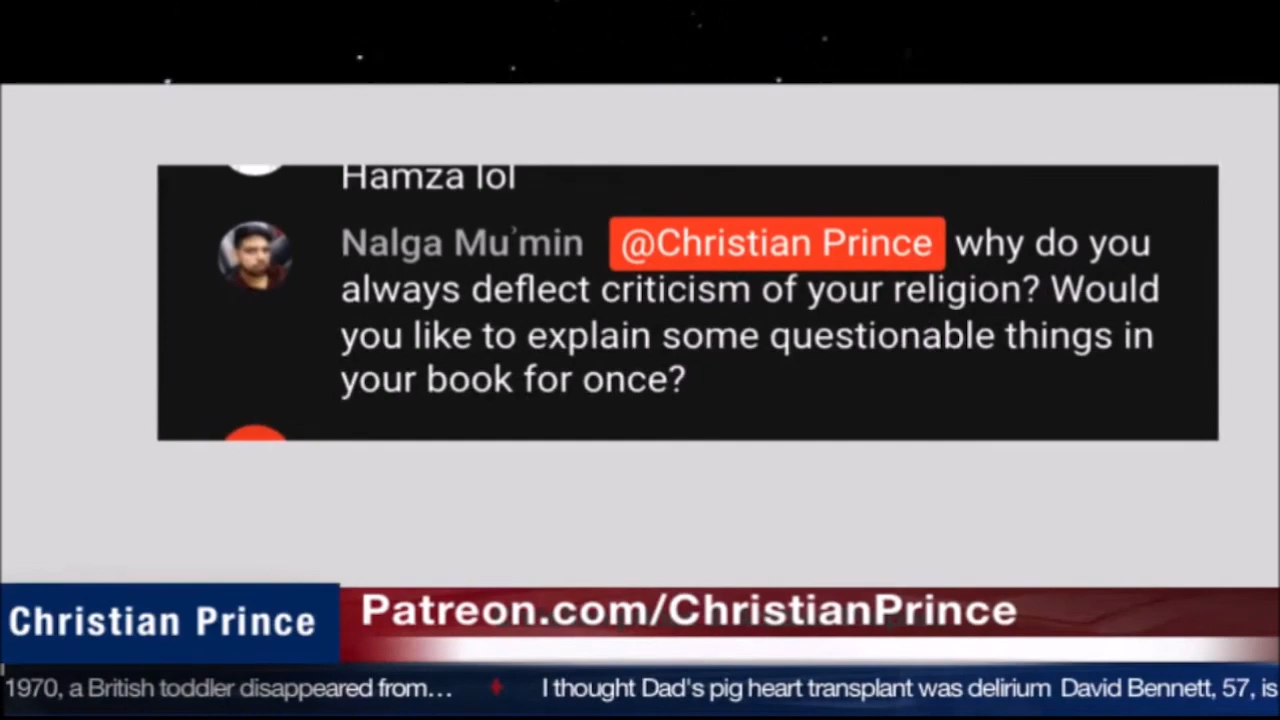 Hamza lol
Nalga Muʾmin @Christian Prince why do you
always deflect criticism of your religion? Would
you like to explain some questionable things in
your book for once?
Christian Prince
Patreon.com/ChristianPrince
1970, a British toddler disappeared from… I thought Dad's pig heart transplant was delirium David Bennett, 57, is